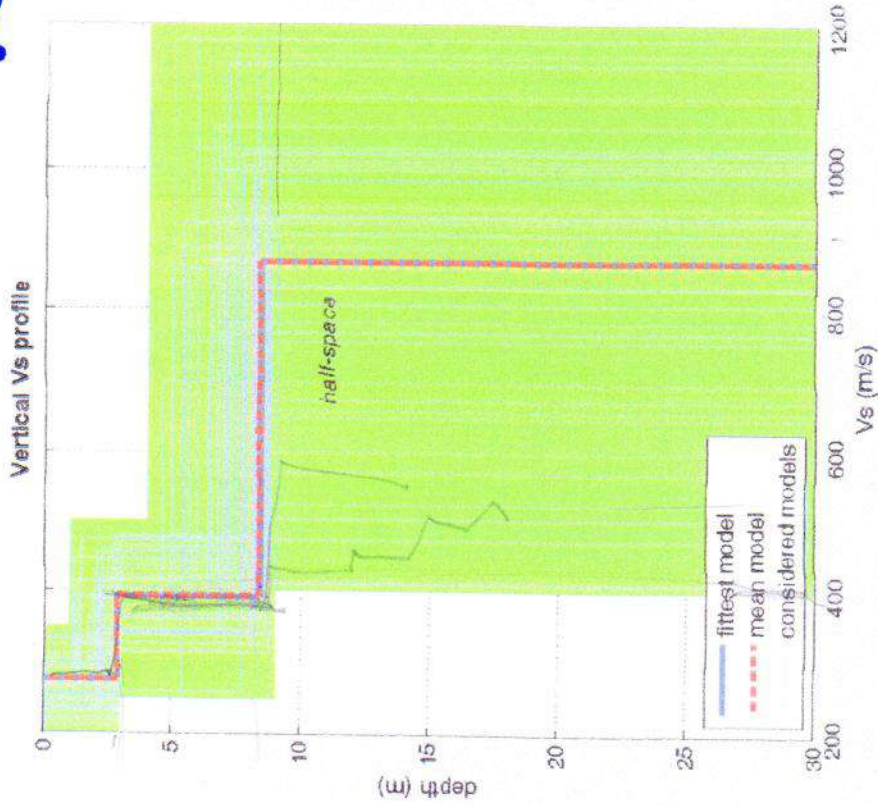 Vertical Vs profile
0
5
10
15
20
25
30
depth (m)
half-space
fittest model
mean model
considered models
200
400
600
800
1000
1200
Vs (m/s)